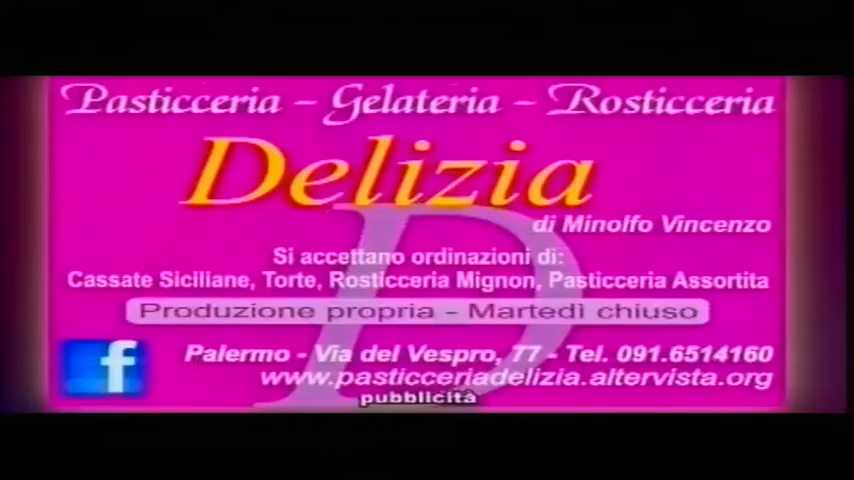 Pasticceria - Gelateria - Rosticceria
Delizia
di Minolfo Vincenzo
Si accettano ordinazioni di:
Cassate Siciliane, Torte, Rosticceria Mignon, Pasticceria Assortita
Produzione propria - Martedì chiuso
Palermo - Via del Vespro, 77 - Tel. 091.6514160
www.pasticceriadelizia.altervista.org
pubblicità
f
D